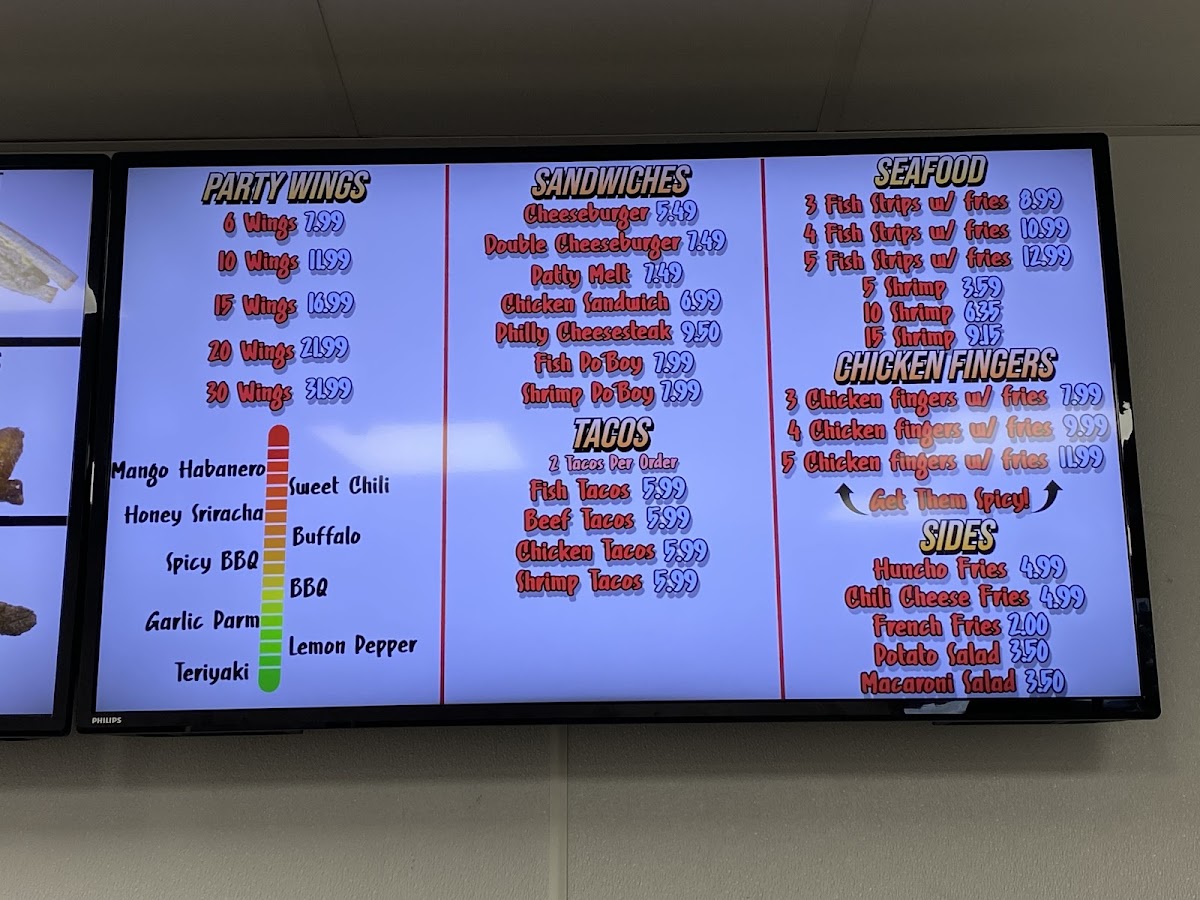 PARTY WINGS
6 Wings 7.99
10 Wings 11.99
15 Wings 16.99
20 Wings 21.99
30 Wings 31.99
Mango Habanero
Sweet Chili
Honey Sriracha
Buffalo
Spicy BBQ
BBQ
Garlic Parm
Lemon Pepper
Teriyaki
SANDWICHES
Cheeseburger 5.49
Double Cheeseburger 7.49
Patty Melt 7.49
Chicken Sandwich 6.99
Philly Cheesesteak 9.50
Fish Po'Boy 7.99
Shrimp Po'Boy 7.99
TACOS
2 Tacos Per Order
Fish Tacos 5.99
Beef Tacos 5.99
Chicken Tacos 5.99
Shrimp Tacos 5.99
SEAFOOD
3 Fish Strips w/ fries 8.99
4 Fish Strips w/ fries 10.99
5 Fish Strips w/ fries 12.99
5 Shrimp 3.59
10 Shrimp 6.35
15 Shrimp 9.15
CHICKEN FINGERS
3 Chicken fingers w/ fries 7.99
4 Chicken fingers w/ fries 9.99
5 Chicken fingers w/ fries 11.99
Get Them Spicy!
SIDES
Huncho Fries 4.99
Chili Cheese Fries 4.99
French Fries 2.00
Potato Salad 3.50
Macaroni Salad 3.50
PHILIPS